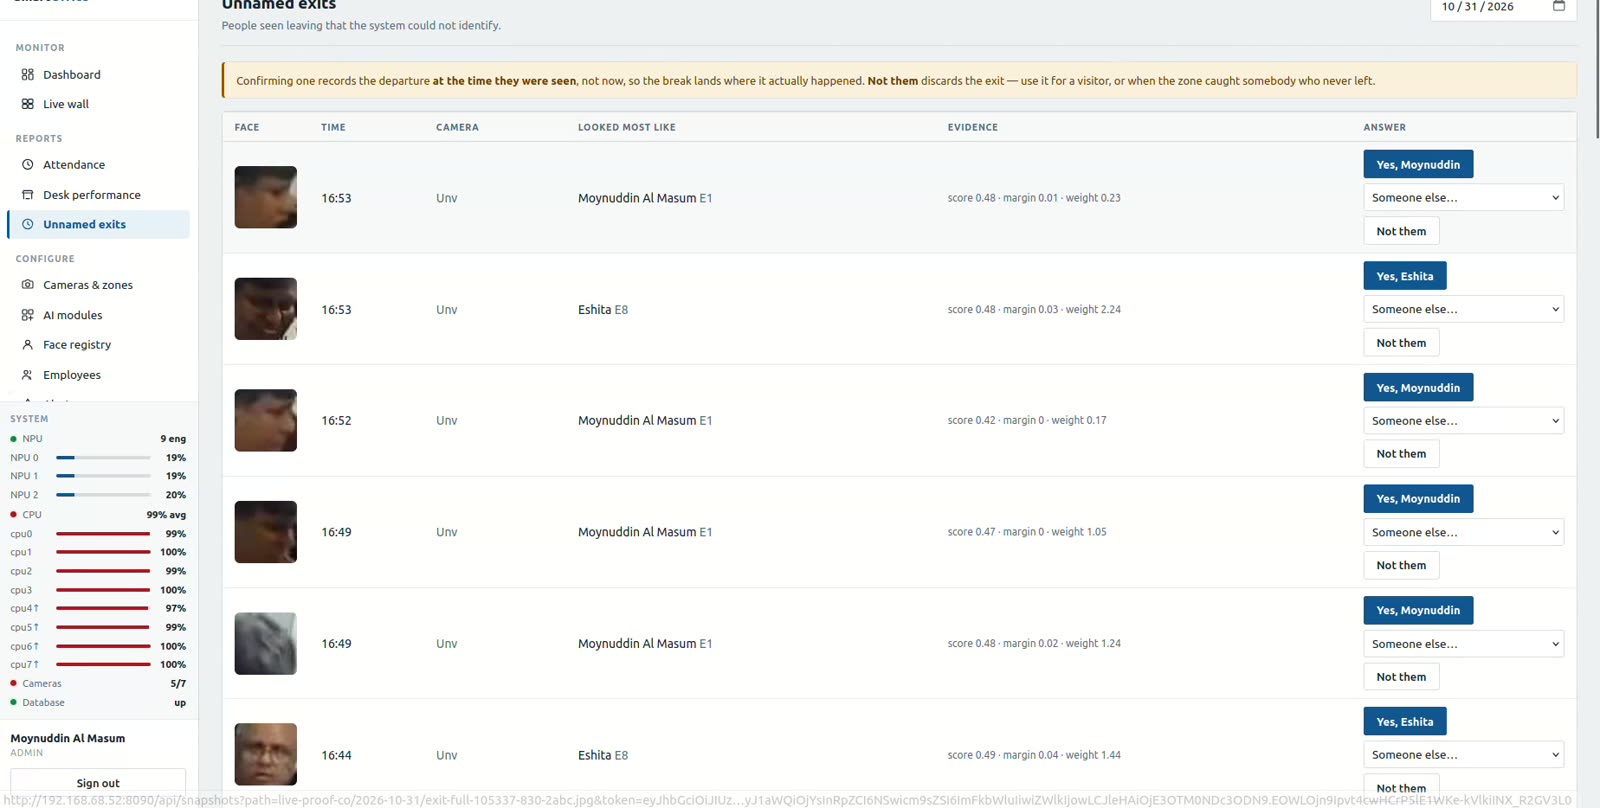 Unnamed exits
People seen leaving that the system could not identify.
10 / 31 / 2026
MONITOR
Dashboard
Live wall
REPORTS
Attendance
Desk performance
Unnamed exits
CONFIGURE
Cameras & zones
AI modules
Face registry
Employees
SYSTEM
NPU 9 eng
NPU 0 19%
NPU 1 19%
NPU 2 20%
CPU 99% avg
cpu0 99%
cpu1 100%
cpu2 99%
cpu3 100%
cpu4↑ 97%
cpu5↑ 99%
cpu6↑ 100%
cpu7↑ 100%
Cameras 5/7
Database up
Moynuddin Al Masum
ADMIN
Sign out
Confirming one records the departure at the time they were seen, not now, so the break lands where it actually happened. Not them discards the exit — use it for a visitor, or when the zone caught somebody who never left.
FACE TIME CAMERA LOOKED MOST LIKE EVIDENCE ANSWER
16:53 Unv Moynuddin Al Masum E1 score 0.48 · margin 0.01 · weight 0.23
Yes, Moynuddin
Someone else...
Not them
16:53 Unv Eshita E8 score 0.48 · margin 0.03 · weight 2.24
Yes, Eshita
Someone else...
Not them
16:52 Unv Moynuddin Al Masum E1 score 0.42 · margin 0 · weight 0.17
Yes, Moynuddin
Someone else...
Not them
16:49 Unv Moynuddin Al Masum E1 score 0.47 · margin 0 · weight 1.05
Yes, Moynuddin
Someone else...
Not them
16:49 Unv Moynuddin Al Masum E1 score 0.48 · margin 0.02 · weight 1.24
Yes, Moynuddin
Someone else...
Not them
16:44 Unv Eshita E8 score 0.49 · margin 0.04 · weight 1.44
Yes, Eshita
Someone else...
Not them